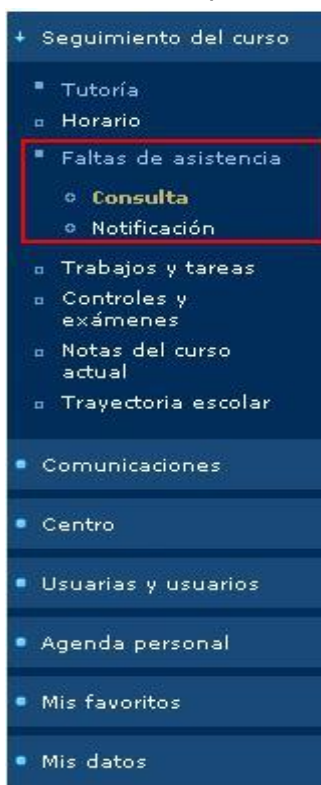 Seguimiento del curso
Tutoría
Horario
Faltas de asistencia
Consulta
Notificación
Trabajos y tareas
Controles y
exámenes
Notas del curso
actual
Trayectoria escolar
Comunicaciones
Centro
Usuarias y usuarios
Agenda personal
Mis favoritos
Mis datos